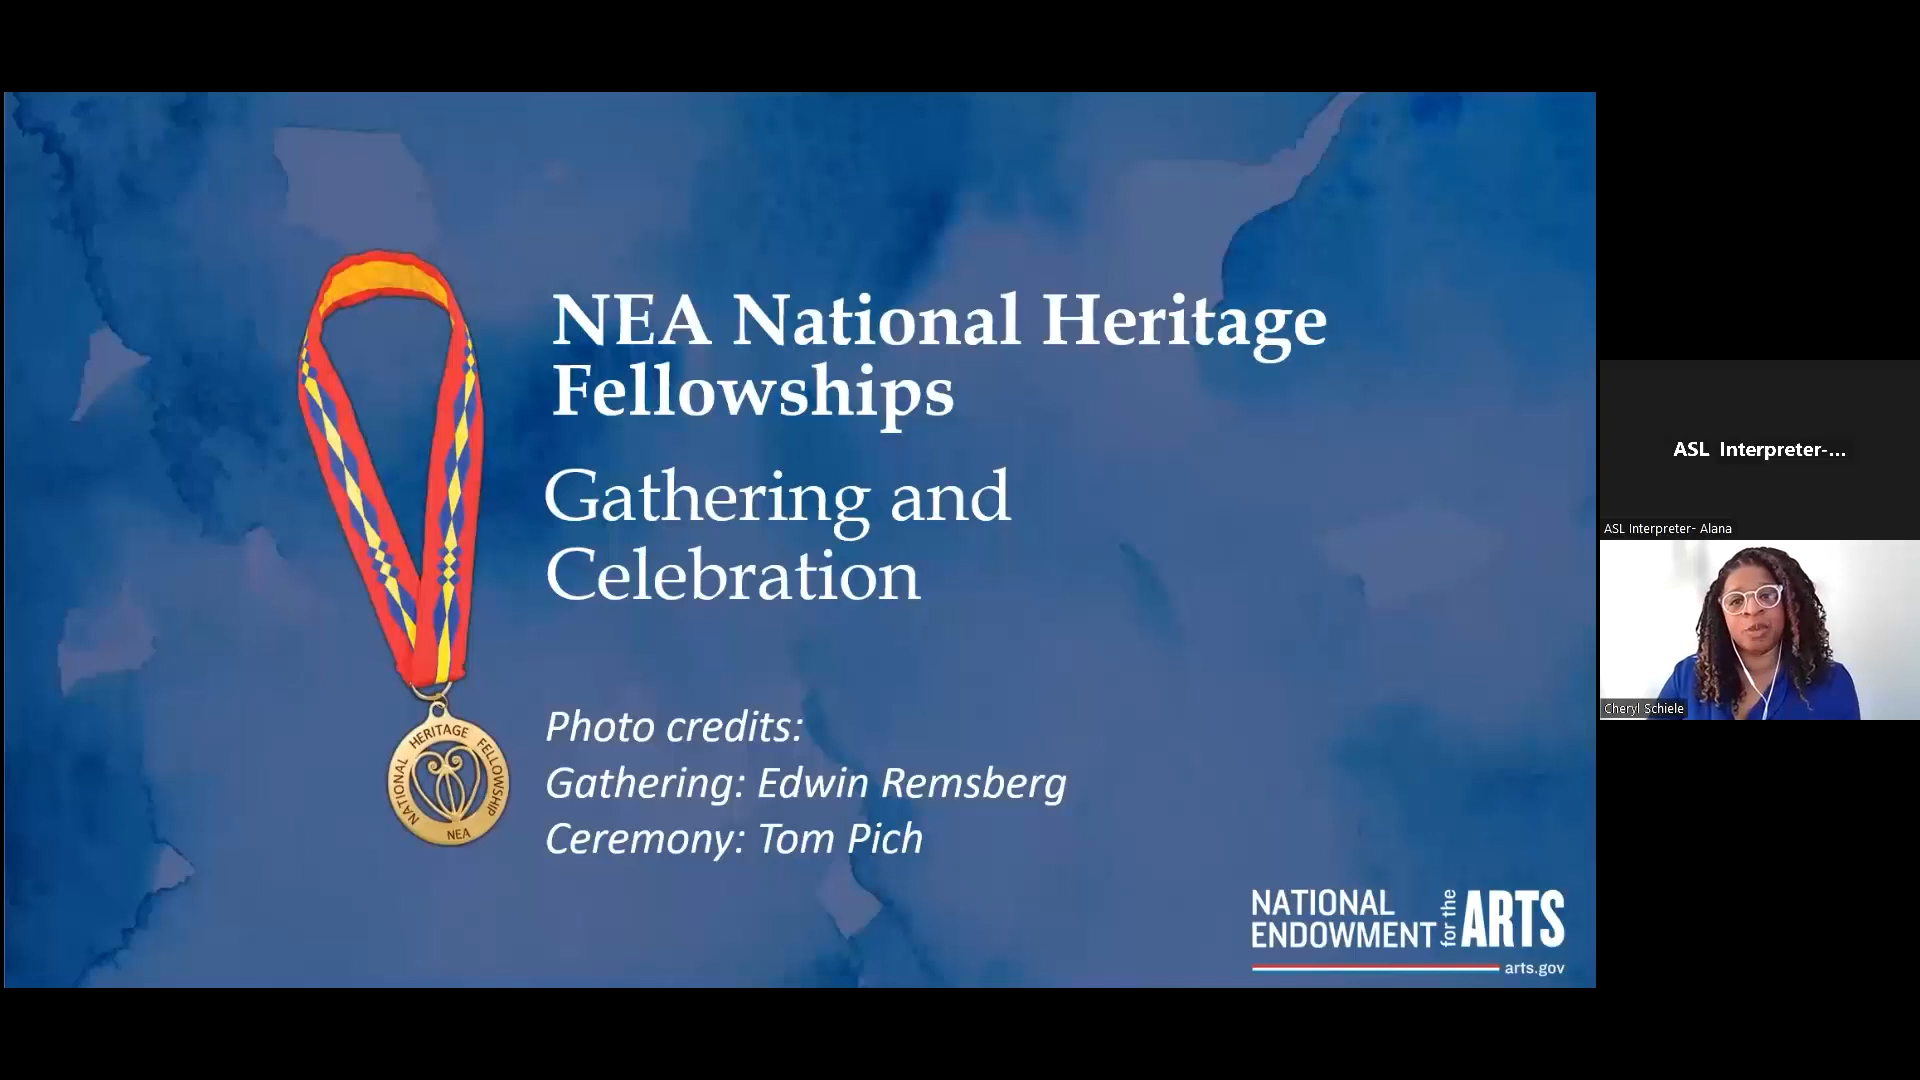 NEA National Heritage
Fellowships
Gathering and
Celebration
Photo credits:
Gathering: Edwin Remsberg
Ceremony: Tom Pich
NATIONAL HERITAGE FELLOWSHIP
NEA
NATIONAL
ENDOWMENT
for the
ARTS
arts.gov
ASL Interpreter-...
ASL Interpreter- Alana
Cheryl Schiele